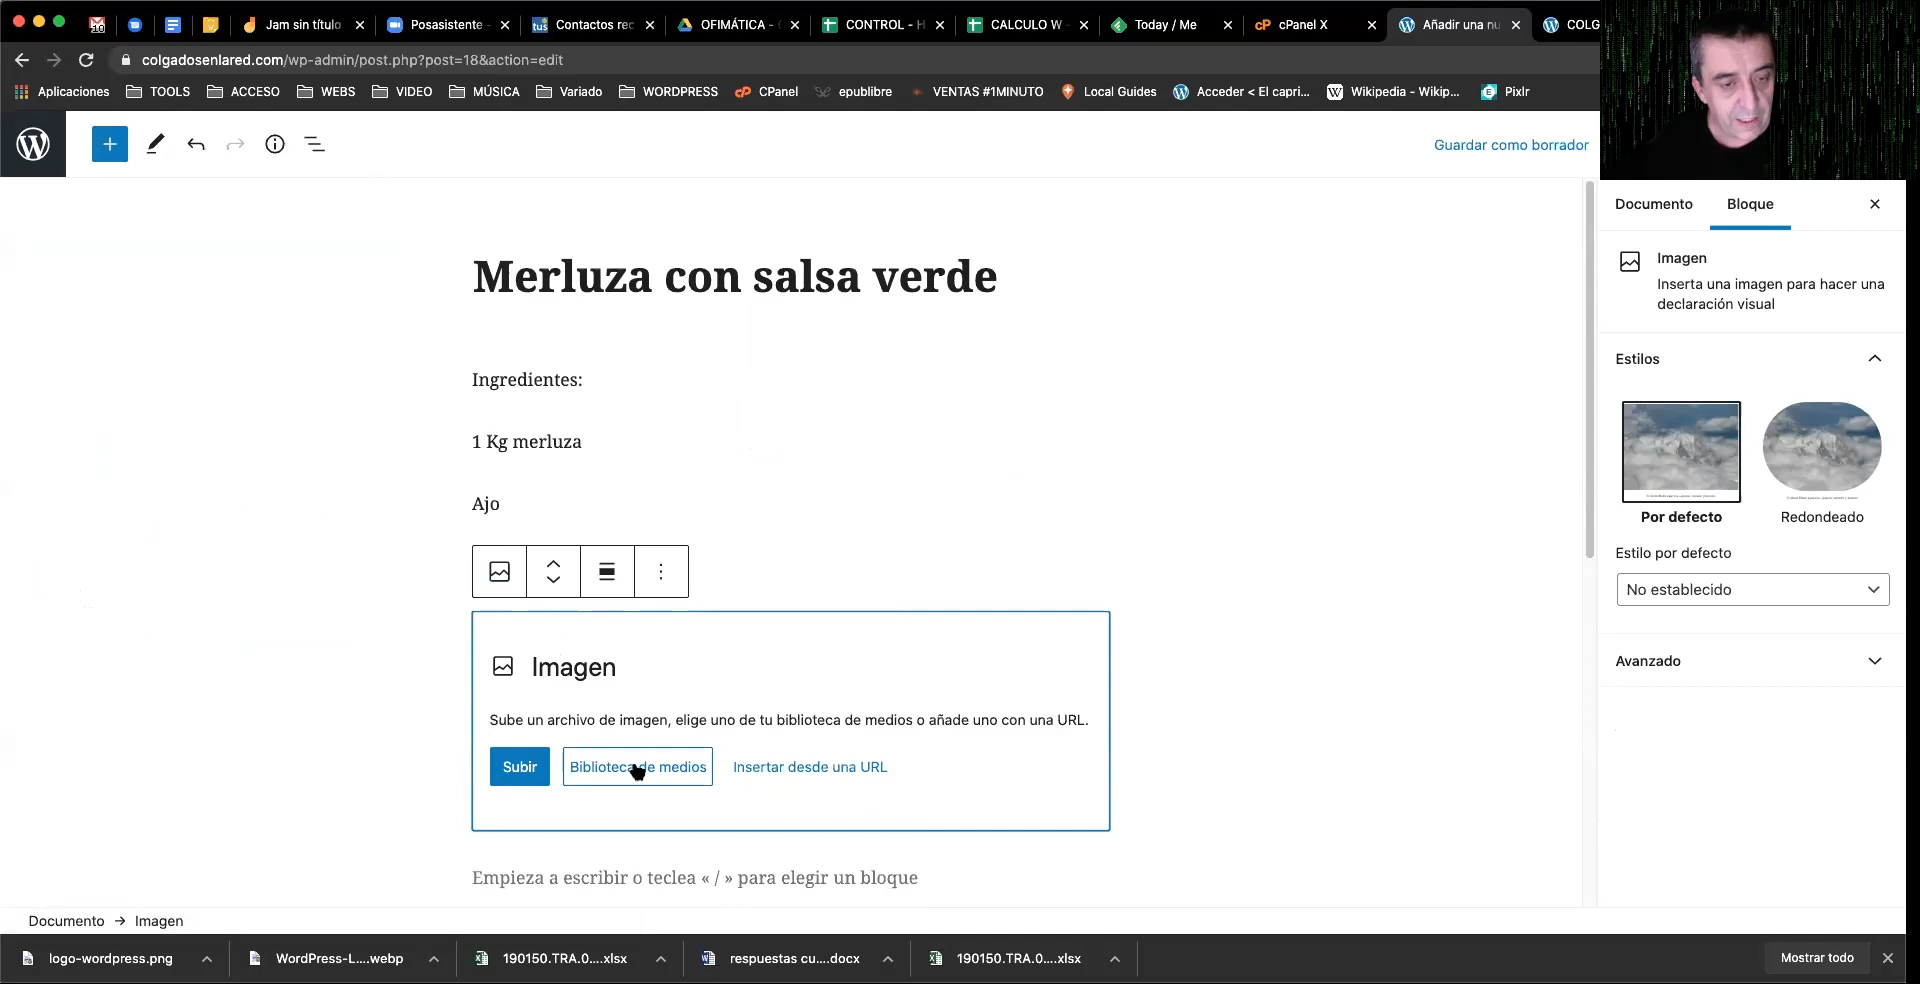 Jam sin título
Posasistente -
Contactos rec
OFIMÁTICA - 
CONTROL - H
CALCULO W -
Today / Me
cPanel X
Añadir una nu
COLG
colgadosenlared.com/wp-admin/post.php?post=18&action=edit
Aplicaciones
TOOLS
ACCESO
WEBS
VIDEO
MÚSICA
Variado
WORDPRESS
CPanel
epublibre
VENTAS #1MINUTO
Local Guides
Acceder < El capri...
Wikipedia - Wikip...
Pixlr
Guardar como borrador
Documento
Bloque
Merluza con salsa verde
Ingredientes:
1 Kg merluza
Ajo
Imagen
Sube un archivo de imagen, elige uno de tu biblioteca de medios o añade uno con una URL.
Subir
Biblioteca de medios
Insertar desde una URL
Empieza a escribir o teclea « / » para elegir un bloque
Imagen
Inserta una imagen para hacer una
declaración visual
Estilos
Por defecto
Redondeado
Estilo por defecto
No establecido
Avanzado
Documento → Imagen
logo-wordpress.png
WordPress-L....webp
190150.TRA.0....xlsx
respuestas cu....docx
190150.TRA.0....xlsx
Mostrar todo